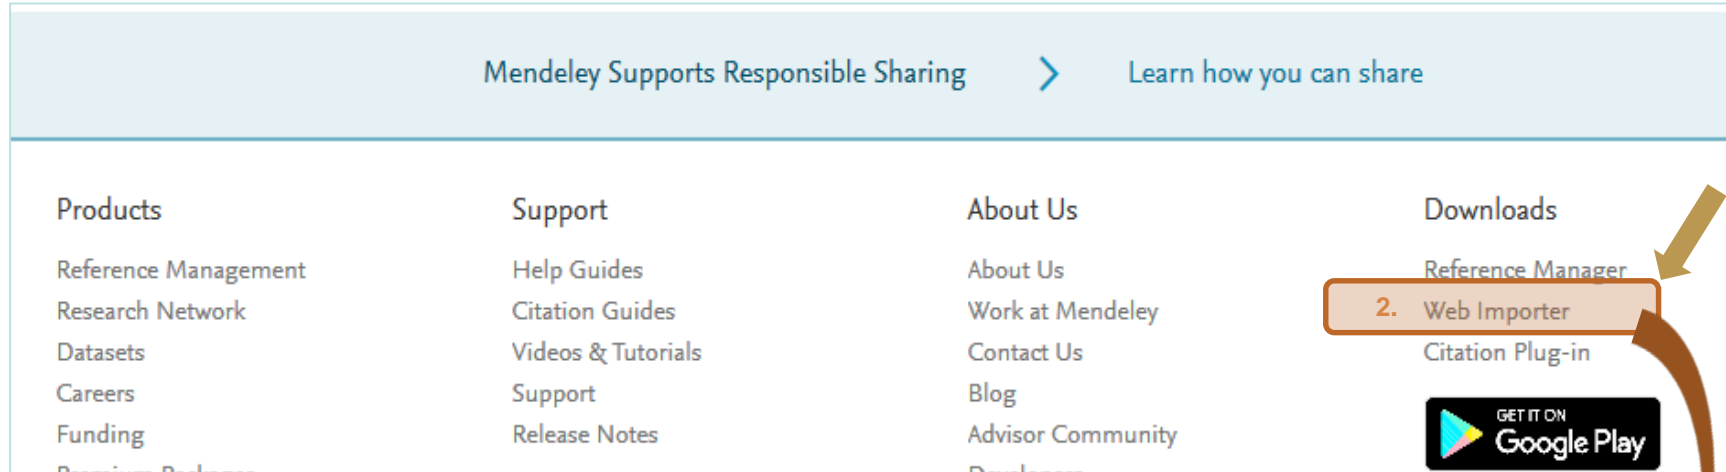 Mendeley Supports Responsible Sharing > Learn how you can share
Products
Reference Management
Research Network
Datasets
Careers
Funding
Support
Help Guides
Citation Guides
Videos & Tutorials
Support
Release Notes
About Us
About Us
Work at Mendeley
Contact Us
Blog
Advisor Community
Downloads
Reference Manager
2. Web Importer
Citation Plug-in
GET IT ON
Google Play